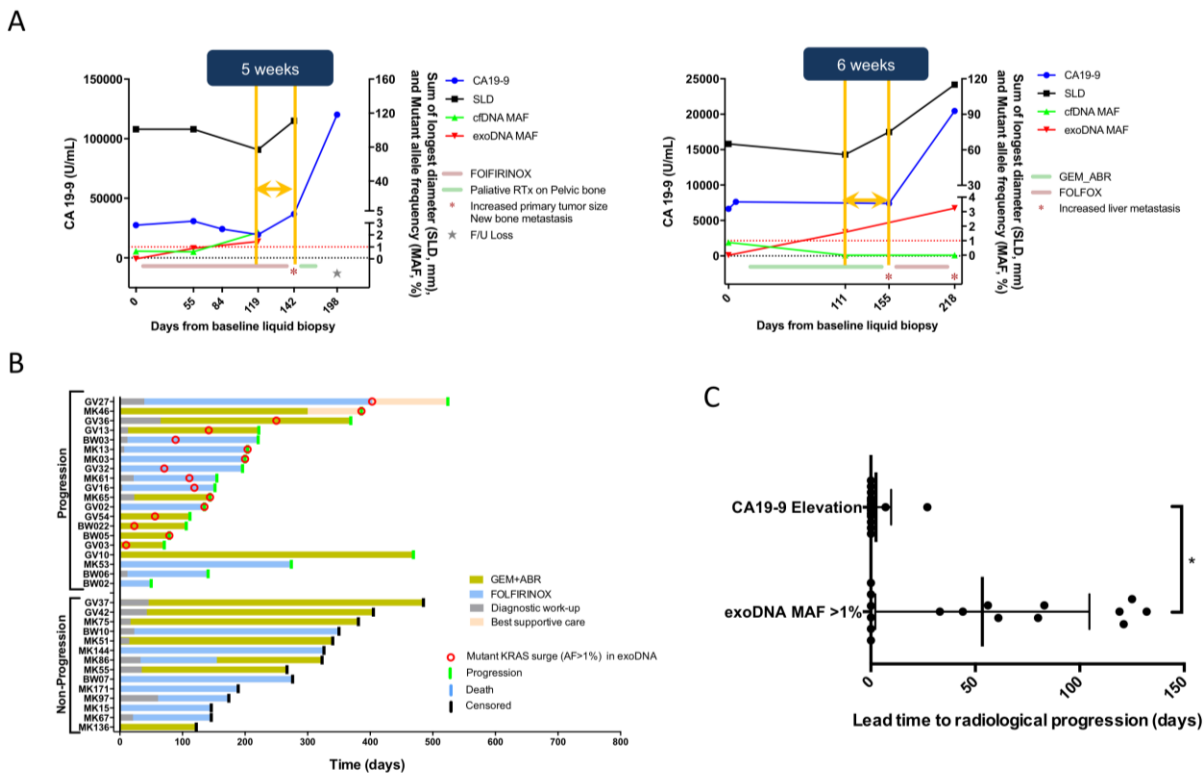 A
5 weeks
150000
100000
50000
0
CA 19-9 (U/mL)
160
120
80
40
5
3
2
1
0
Sum of longest diameter (SLD, mm),
and Mutant allele frequency (MAF, %)
0
55
84
119
142
198
Days from baseline liquid biopsy
CA19-9
SLD
cfDNA MAF
exoDNA MAF
FOIFIRINOX
Paliative RTx on Pelvic bone
* Increased primary tumor size
New bone metastasis
★ F/U Loss
6 weeks
25000
20000
15000
10000
5000
0
CA 19-9 (U/mL)
120
90
60
30
4
3
2
1
0
Sum of longest diameter (SLD, mm)
and Mutant allele frequency (MAF, %)
0
111
155
218
Days from baseline liquid biopsy
CA19-9
SLD
cfDNA MAF
exoDNA MAF
GEM_ABR
FOLFOX
* Increased liver metastasis
B
Progression
GV27
MK46
GV36
GV13
BW03
MK13
MK03
GV32
MK61
GV16
MK65
GV02
GV54
BW022
BW05
GV03
GV10
MK53
BW06
BW02
Non-Progression
GV37
GV42
MK75
BW10
MK51
MK144
MK86
MK55
BW07
MK171
MK97
MK15
MK67
MK136
0 100 200 300 400 500 600 700 800
Time (days)
GEM+ABR
FOLFIRINOX
Diagnostic work-up
Best supportive care
Mutant KRAS surge (AF>1%) in exoDNA
Progression
Death
Censored
C
CA19-9 Elevation
exoDNA MAF >1%
*
0 50 100 150
Lead time to radiological progression (days)